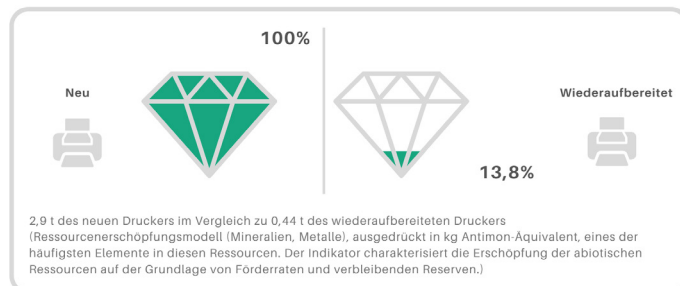 100%
Neu
Wiederaufbereitet
13,8%
2,9 t des neuen Druckers im Vergleich zu 0,44 t des wiederaufbereiteten Druckers
(Ressourcenerschöpfungsmodell (Mineralien, Metalle), ausgedrückt in kg Antimon-Äquivalent, eines der
häufigsten Elemente in diesen Ressourcen. Der Indikator charakterisiert die Erschöpfung der abiotischen
Ressourcen auf der Grundlage von Förderraten und verbleibenden Reserven.)